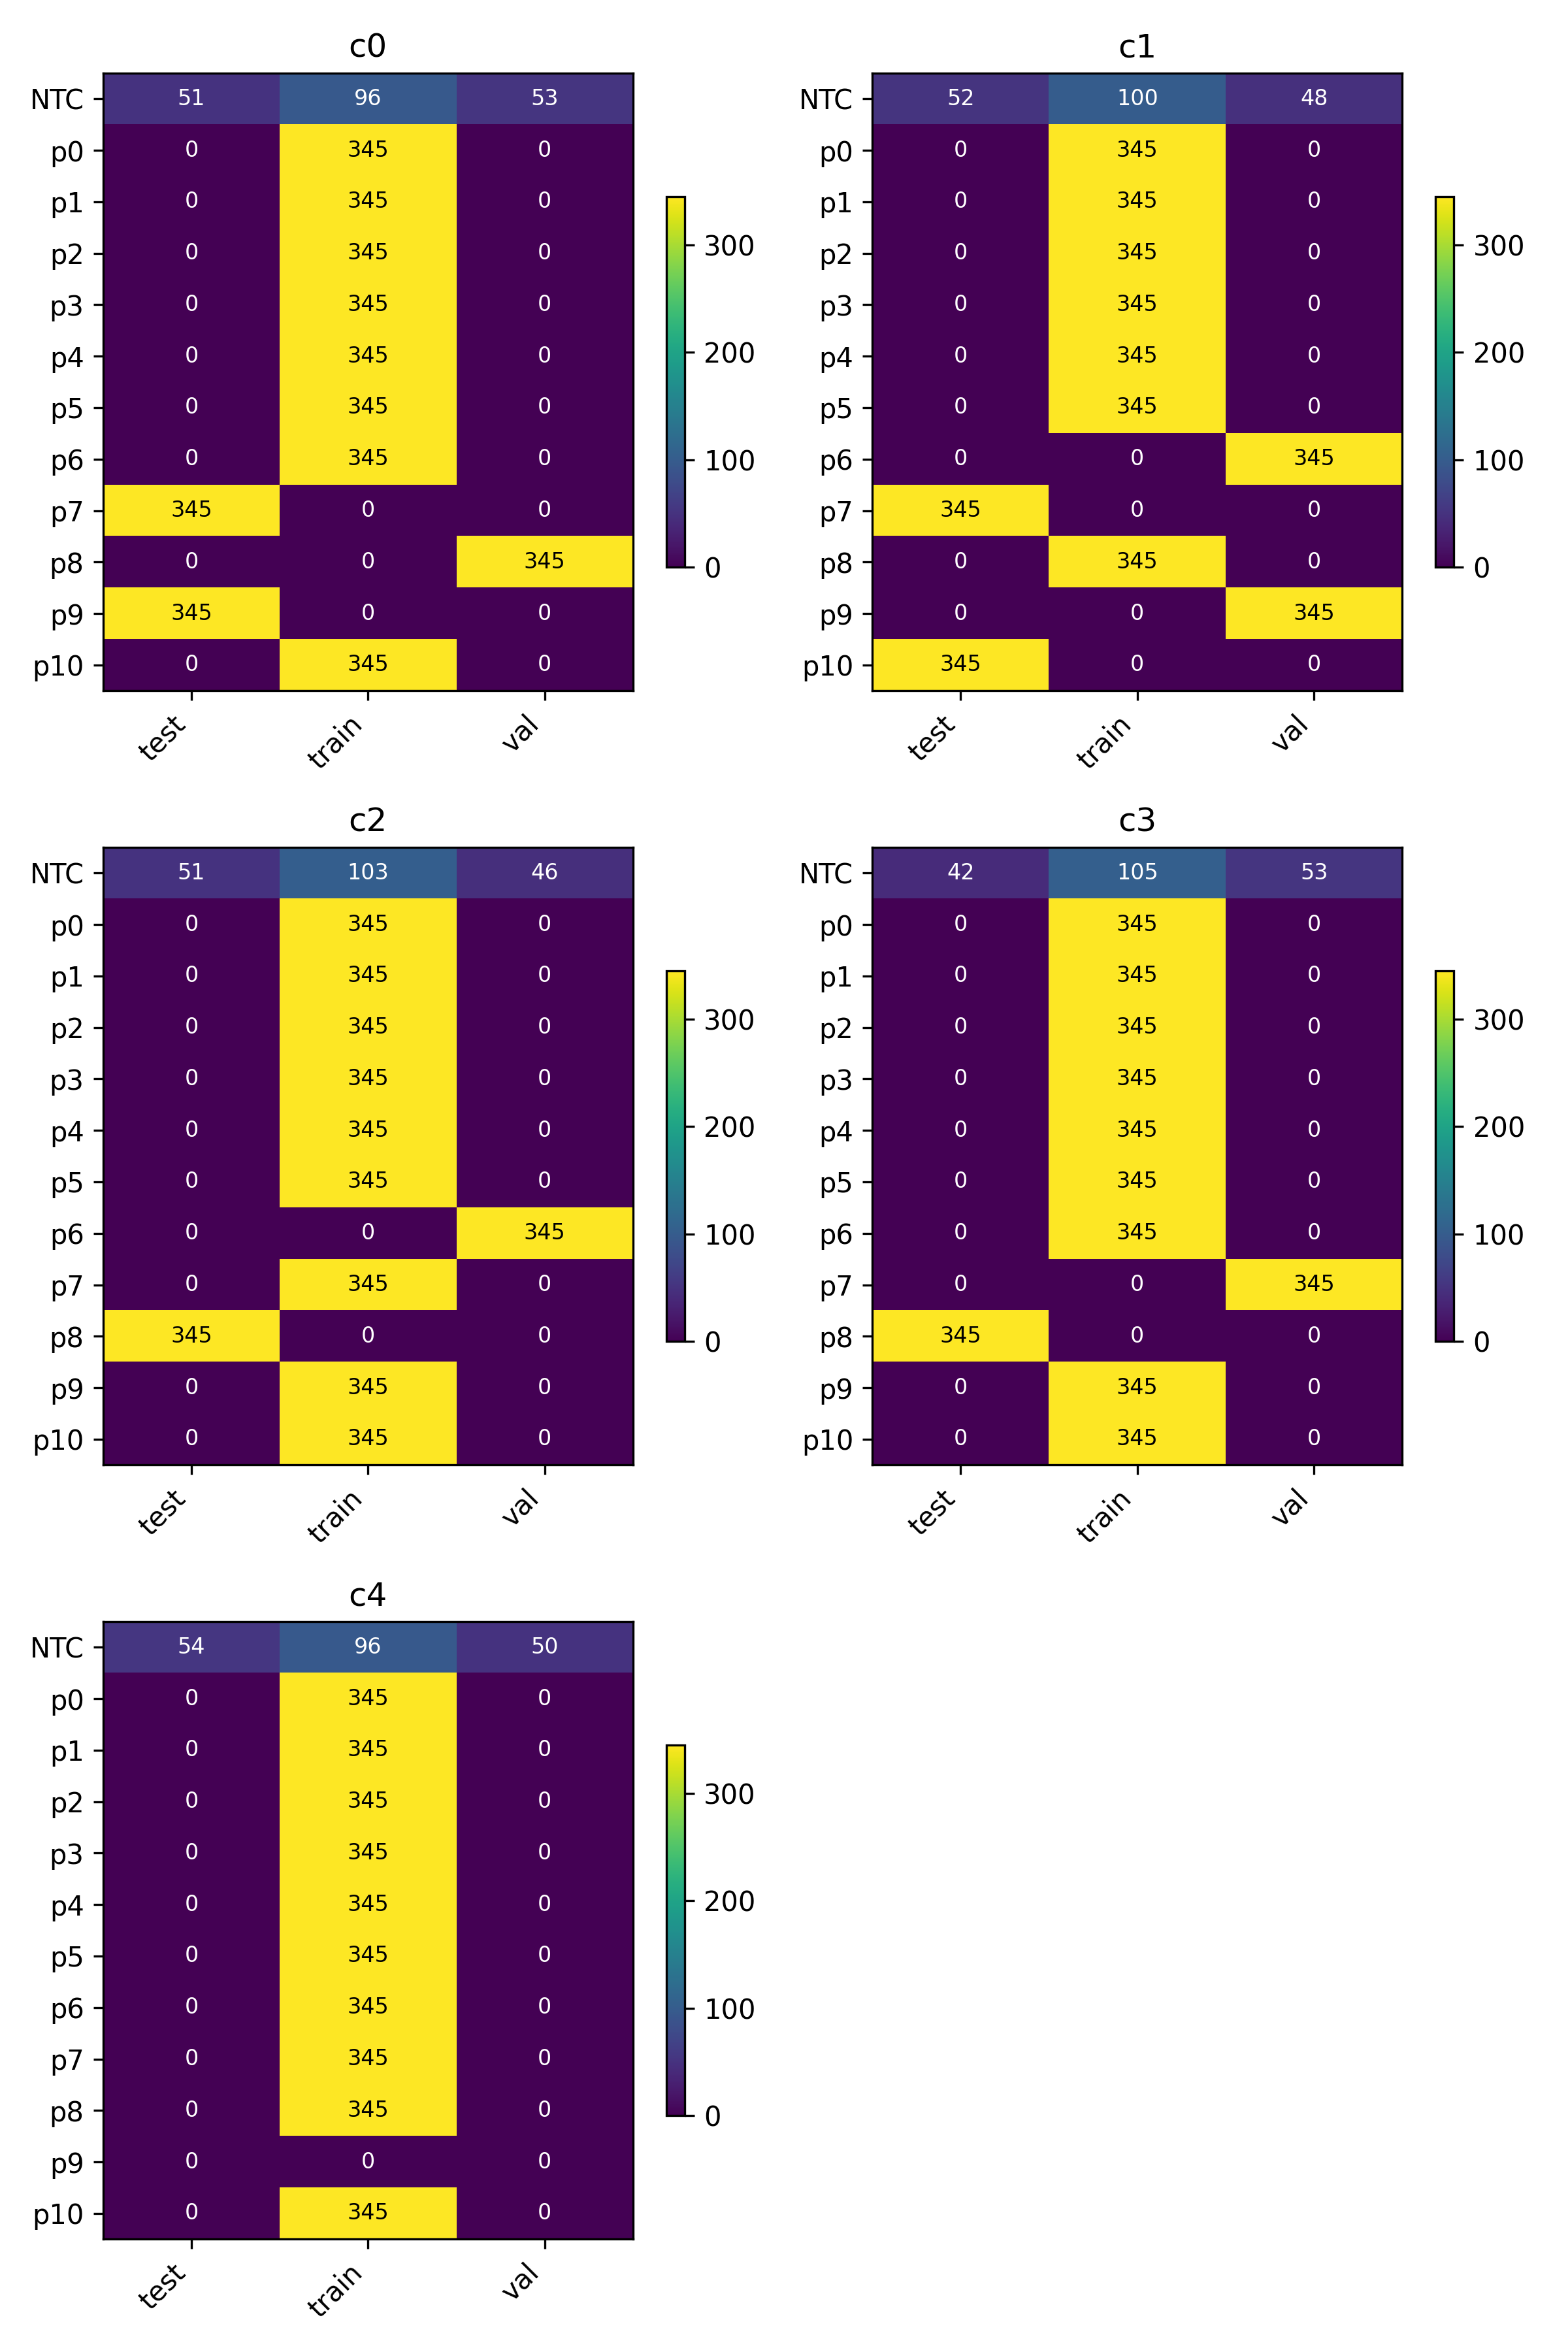 c0
NTC 51 96 53
p0 0 345 0
p1 0 345 0
p2 0 345 0
p3 0 345 0
p4 0 345 0
p5 0 345 0
p6 0 345 0
p7 345 0 0
p8 0 0 345
p9 345 0 0
p10 0 345 0
test train val
300
200
100
0
c1
NTC 52 100 48
p0 0 345 0
p1 0 345 0
p2 0 345 0
p3 0 345 0
p4 0 345 0
p5 0 345 0
p6 0 0 345
p7 345 0 0
p8 0 345 0
p9 0 0 345
p10 345 0 0
test train val
300
200
100
0
c2
NTC 51 103 46
p0 0 345 0
p1 0 345 0
p2 0 345 0
p3 0 345 0
p4 0 345 0
p5 0 345 0
p6 0 0 345
p7 0 345 0
p8 345 0 0
p9 0 345 0
p10 0 345 0
test train val
300
200
100
0
c3
NTC 42 105 53
p0 0 345 0
p1 0 345 0
p2 0 345 0
p3 0 345 0
p4 0 345 0
p5 0 345 0
p6 0 345 0
p7 0 0 345
p8 345 0 0
p9 0 345 0
p10 0 345 0
test train val
300
200
100
0
c4
NTC 54 96 50
p0 0 345 0
p1 0 345 0
p2 0 345 0
p3 0 345 0
p4 0 345 0
p5 0 345 0
p6 0 345 0
p7 0 345 0
p8 0 345 0
p9 0 0 0
p10 0 345 0
test train val
300
200
100
0